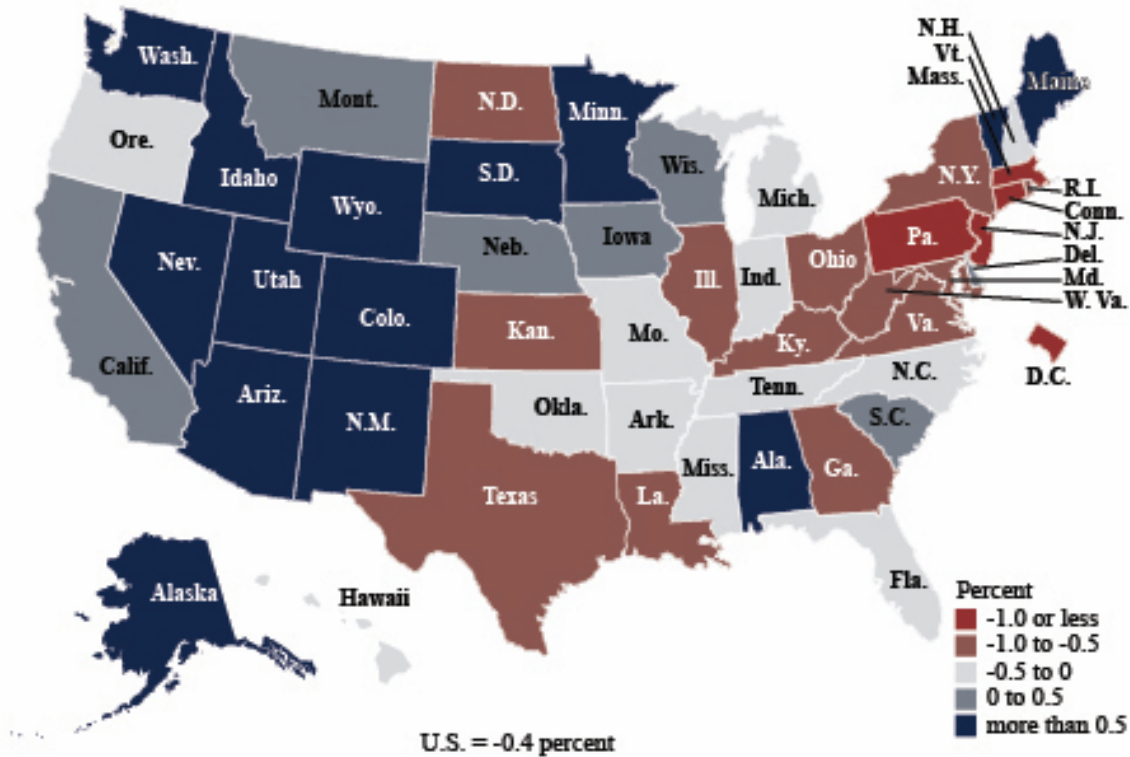 N.H.
Vt.
Mass.
Wash.
Maine
Mont.
N.D.
Minn.
Ore.
Idaho
S.D.
Wis.
N.Y.
Wyo.
Mich.
R.I.
Conn.
N.J.
Del.
Md.
W. Va.
Nev.
Utah
Neb.
Iowa
Pa.
Ill.
Ind.
Ohio
Colo.
Kan.
Mo.
Ky.
Va.
Calif.
D.C.
Ariz.
N.M.
Okla.
Ark.
Tenn.
N.C.
S.C.
Texas
La.
Miss.
Ala.
Ga.
Fla.
Alaska
Hawaii
Percent
-1.0 or less
-1.0 to -0.5
-0.5 to 0
0 to 0.5
more than 0.5
U.S. = -0.4 percent